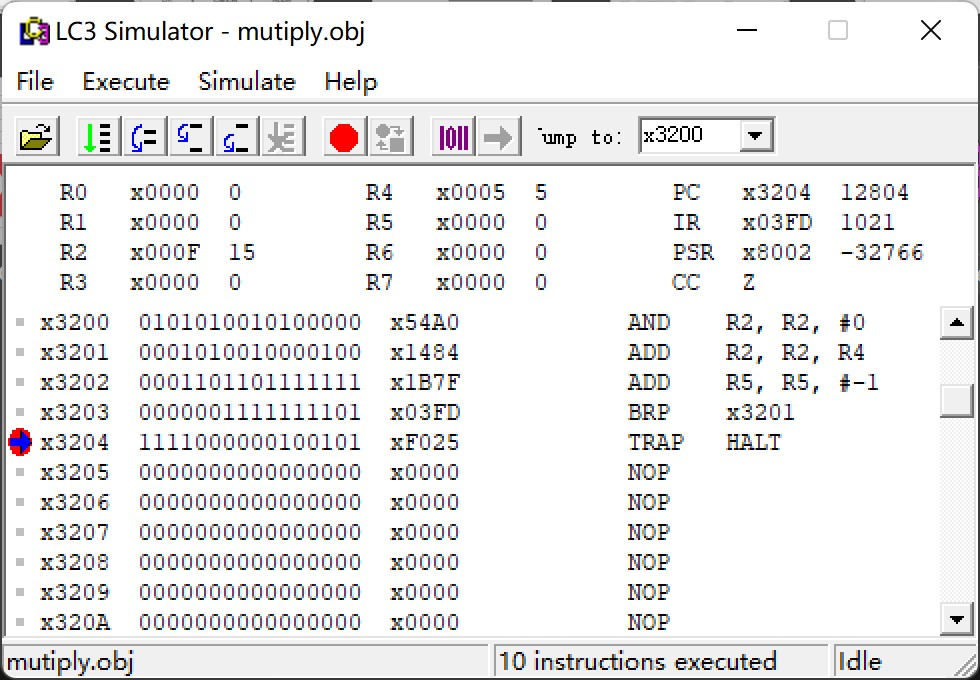 LC3 Simulator - mutiply.obj
File Execute Simulate Help
Jump to: x3200
R0 x0000 0 R4 x0005 5 PC x3204 12804
R1 x0000 0 R5 x0000 0 IR x03FD 1021
R2 x000F 15 R6 x0000 0 PSR x8002 -32766
R3 x0000 0 R7 x0000 0 CC Z
x3200 0101010010100000 x54A0 AND R2, R2, #0
x3201 0001010010000100 x1484 ADD R2, R2, R4
x3202 0001101101111111 x1B7F ADD R5, R5, #-1
x3203 0000001111111101 x03FD BRP x3201
x3204 1111000000100101 xF025 TRAP HALT
x3205 0000000000000000 x0000 NOP
x3206 0000000000000000 x0000 NOP
x3207 0000000000000000 x0000 NOP
x3208 0000000000000000 x0000 NOP
x3209 0000000000000000 x0000 NOP
x320A 0000000000000000 x0000 NOP
mutiply.obj 10 instructions executed Idle